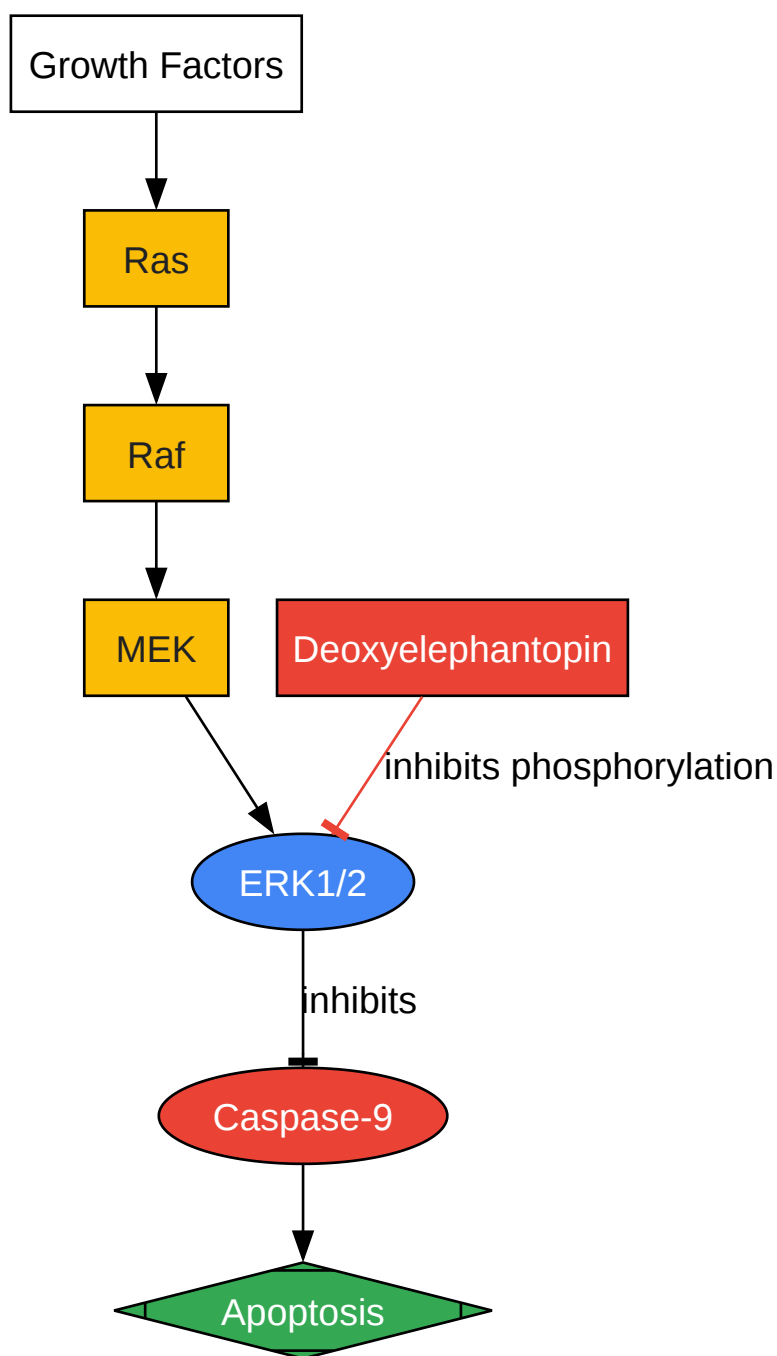 Growth Factors
Ras
Raf
MEK
Deoxyelephantopin
inhibits phosphorylation
ERK1/2
inhibits
Caspase-9
Apoptosis